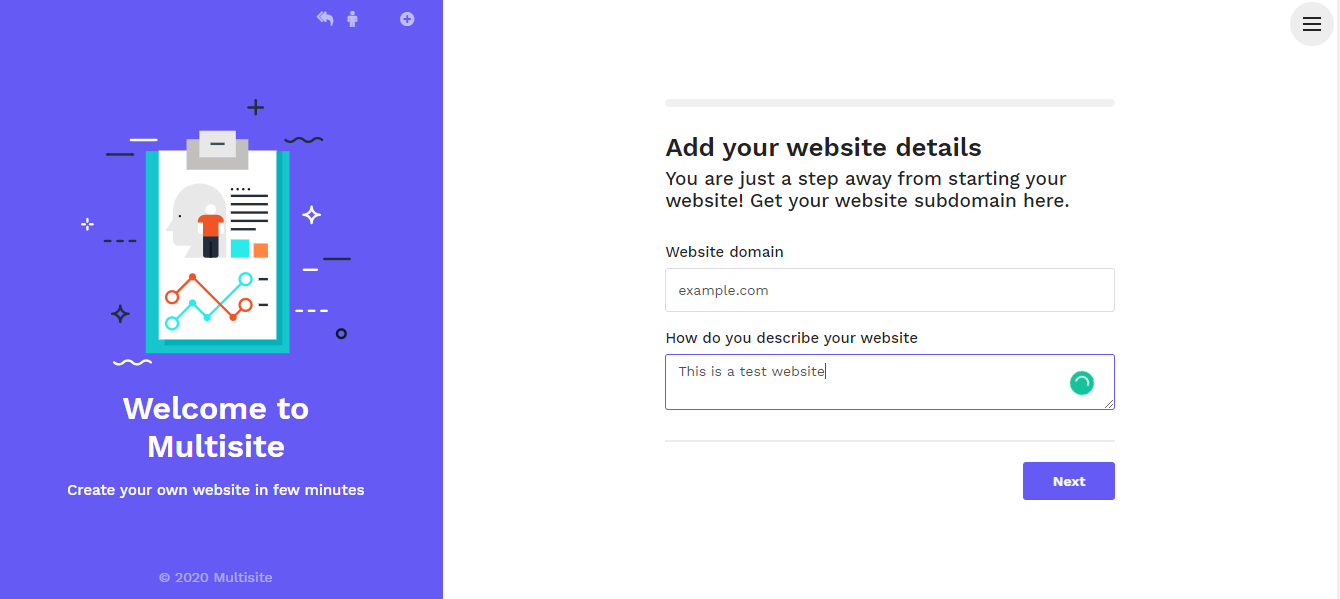 Welcome to
Multisite
Create your own website in few minutes
© 2020 Multisite
Add your website details
You are just a step away from starting your
website! Get your website subdomain here.
Website domain
example.com
How do you describe your website
This is a test website
Next